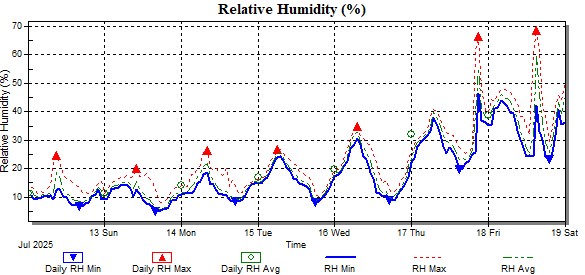 Relative Humidity (%)
70
60
50
40
30
20
10
Relative Humidity (%)
13 Sun 14 Mon 15 Tue 16 Wed 17 Thu 18 Fri 19 Sat
Jul 2025 Time
Daily RH Min Daily RH Max Daily RH Avg RH Min RH Max RH Avg